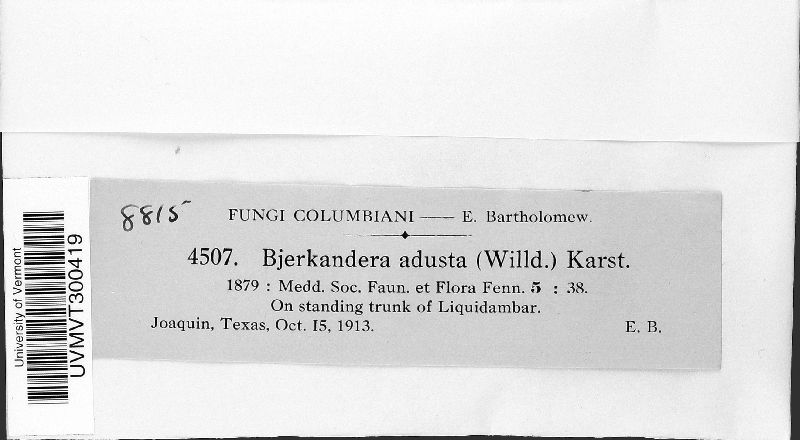 8815
FUNGI COLUMBIANI —— E. Bartholomew.
4507. Bjerkandera adusta (Willd.) Karst.
1879 : Medd. Soc. Faun. et Flora Fenn. 5 : 38.
On standing trunk of Liquidambar.
Joaquin, Texas, Oct. 15, 1913. E. B.
University of Vermont
UVMVT300419